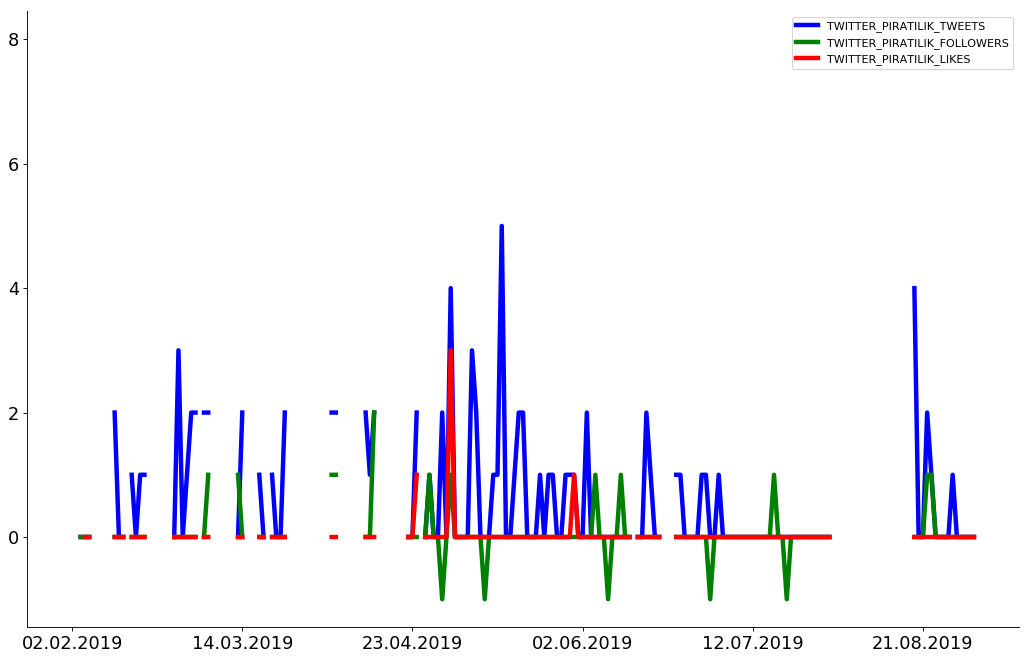 TWITTER_PIRATILIK_TWEETS
TWITTER_PIRATILIK_FOLLOWERS
TWITTER_PIRATILIK_LIKES
8
6
4
2
0
02.02.2019 14.03.2019 23.04.2019 02.06.2019 12.07.2019 21.08.2019